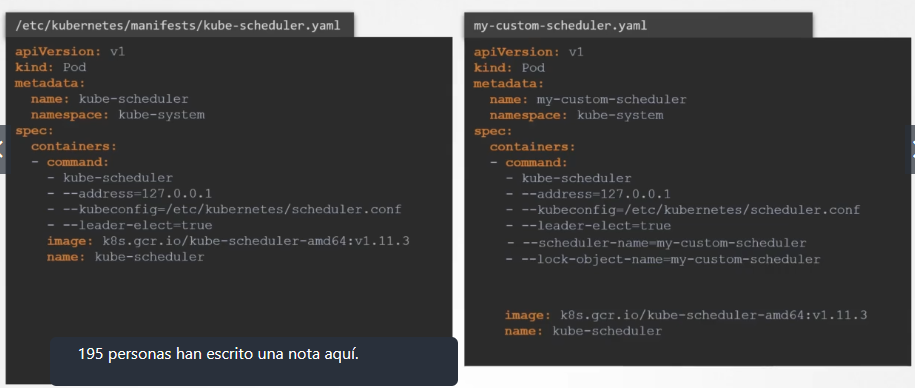 /etc/kubernetes/manifests/kube-scheduler.yaml
apiVersion: v1
kind: Pod
metadata:
  name: kube-scheduler
  namespace: kube-system
spec:
  containers:
  - command:
    - kube-scheduler
    - --address=127.0.0.1
    - --kubeconfig=/etc/kubernetes/scheduler.conf
    - --leader-elect=true
    image: k8s.gcr.io/kube-scheduler-amd64:v1.11.3
    name: kube-scheduler
195 personas han escrito una nota aquí.
my-custom-scheduler.yaml
apiVersion: v1
kind: Pod
metadata:
  name: my-custom-scheduler
  namespace: kube-system
spec:
  containers:
  - command:
    - kube-scheduler
    - --address=127.0.0.1
    - --kubeconfig=/etc/kubernetes/scheduler.conf
    - --leader-elect=true
    - --scheduler-name=my-custom-scheduler
    - --lock-object-name=my-custom-scheduler
    image: k8s.gcr.io/kube-scheduler-amd64:v1.11.3
    name: kube-scheduler